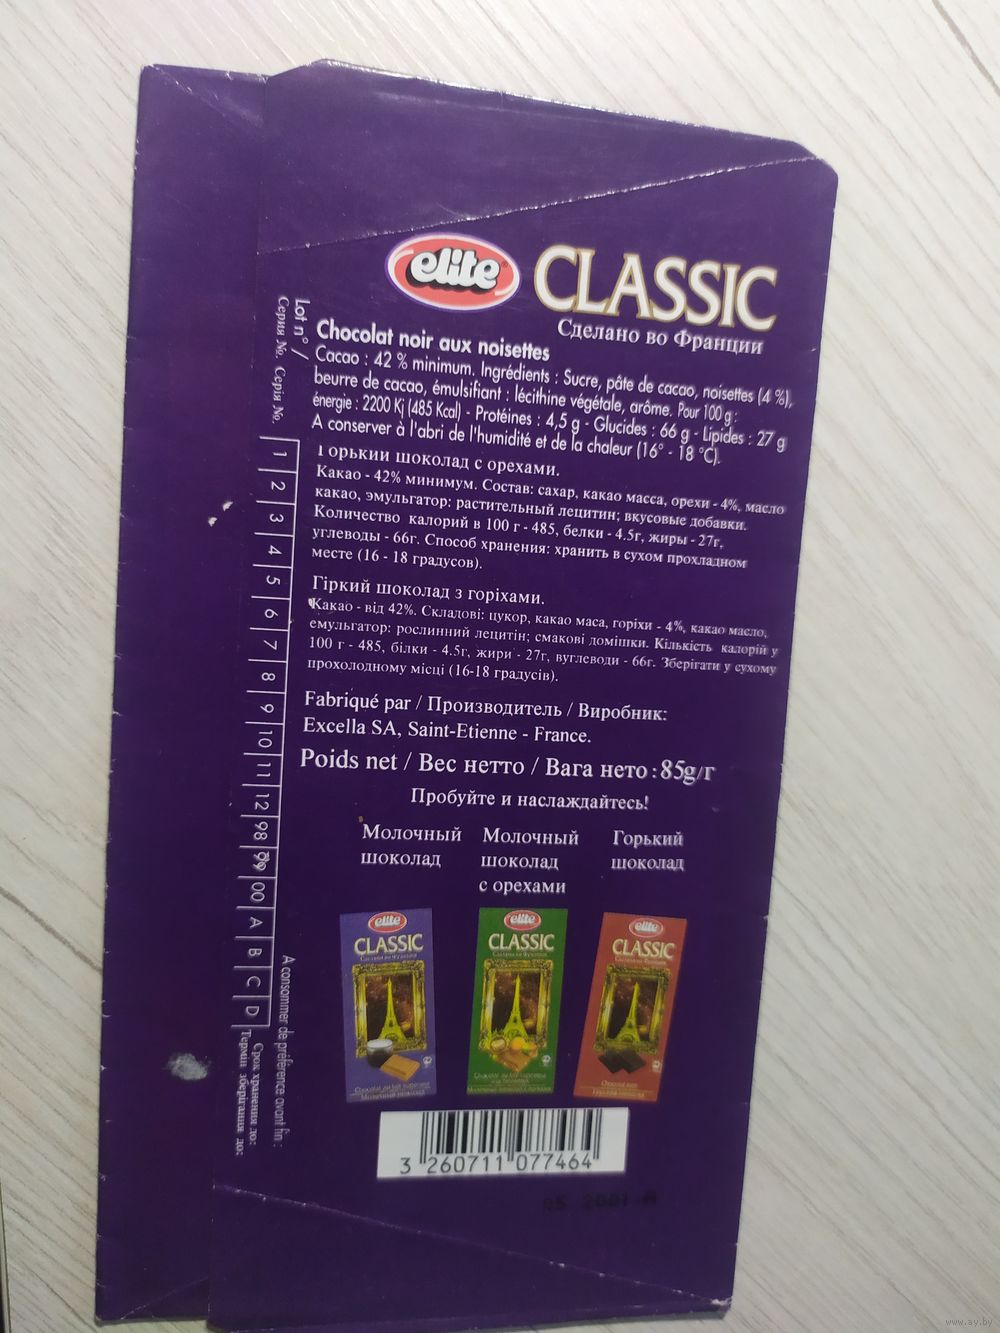 elite CLASSIC
Сделано во Франции
Chocolat noir aux noisettes
Cacao : 42 % minimum. Ingrédients : Sucre, pâte de cacao, noisettes (4 %),
beurre de cacao, émulsifiant : lécithine végétale, arôme. Pour 100 g :
énergie : 2200 Kj (485 Kcal) - Protéines : 4,5 g - Glucides : 66 g - Lipides : 27 g
A conserver à l'abri de l'humidité et de la chaleur (16° - 18 °C).
Горький шоколад с орехами.
Какао - 42% минимум. Состав: сахар, какао масса, орехи - 4%, масло
какао, эмульгатор: растительный лецитин; вкусовые добавки.
Количество калорий в 100 г - 485, белки - 4.5г, жиры - 27г,
углеводы - 66г. Способ хранения: хранить в сухом прохладном
месте (16 - 18 градусов).
Гіркий шоколад з горіхами.
Какао - від 42%. Складові: цукор, какао маса, горіхи - 4%, какао масло,
емульгатор: рослинний лецитін; смакові домішки. Кількість калорій у
100 г - 485, білки - 4.5г, жири - 27г, вуглеводи - 66г. Зберігати у сухому
прохолодному місці (16-18 градусів).
Fabriqué par / Производитель / Виробник:
Excella SA, Saint-Etienne - France.
Poids net / Вес нетто / Вага нето : 85g/г
Пробуйте и наслаждайтесь!
Молочный шоколад
Молочный шоколад с орехами
Горький шоколад
elite CLASSIC
elite CLASSIC
elite CLASSIC
3 260711 077464
05 2001 A
Lot n° /
Серия №, Серія №.
1 2 3 4 5 6 7 8 9 10 11 12 98 99 00 A B C D
A consommer de préférence avant fin :
Срок хранения до:
Термін зберігання до:
www.ay.by